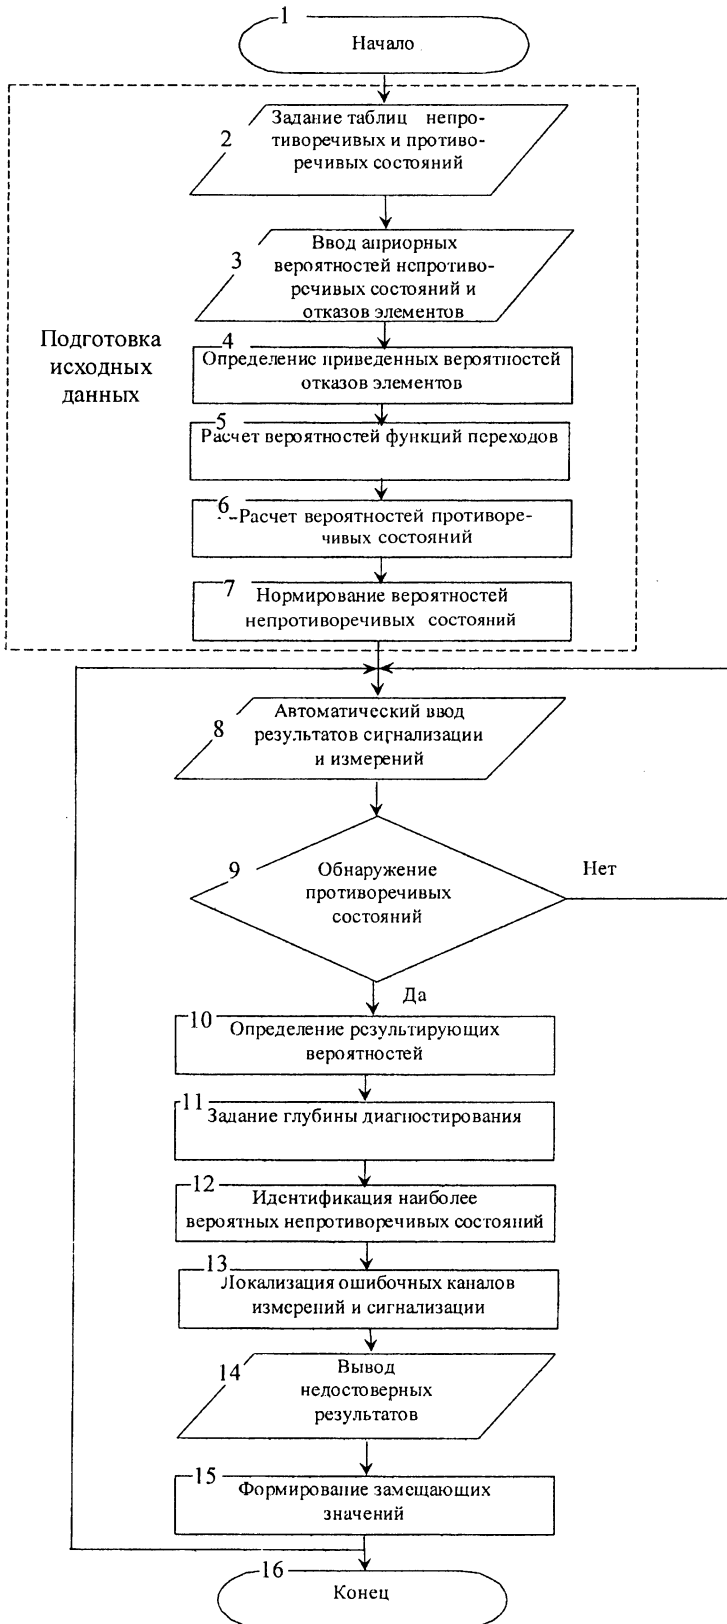 1
Начало
2
Задание таблиц непро-
тиворечивых и противо-
речивых состояний
3
Ввод априорных
вероятностей непротиво-
речивых состояний и
отказов элементов
Подготовка
исходных
данных
4
Определение приведенных вероятностей
отказов элементов
5
Расчет вероятностей функций переходов
6
Расчет вероятностей противоре-
чивых состояний
7
Нормирование вероятностей
непротиворечивых состояний
8
Автоматический ввод
результатов сигнализации
и измерений
9
Обнаружение
противоречивых
состояний
Нет
Да
10
Определение результирующих
вероятностей
11
Задание глубины диагностирования
12
Идентификация наиболее
вероятных непротиворечивых состояний
13
Локализация ошибочных каналов
измерений и сигнализации
14
Вывод
недостоверных
результатов
15
Формирование замещающих
значений
16
Конец